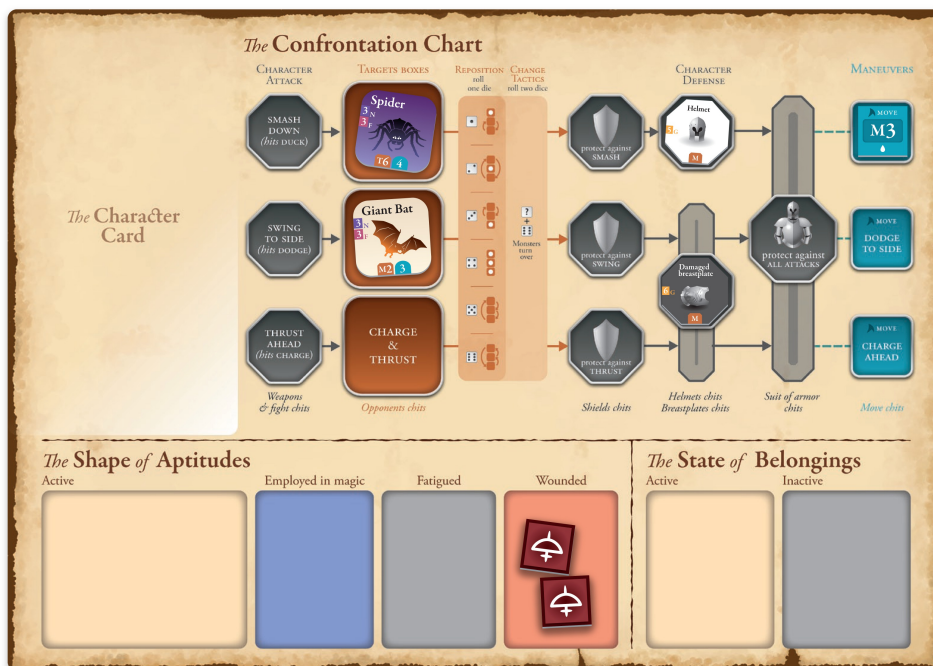 The Confrontation Chart
CHARACTER
ATTACK
TARGETS BOXES
REPOSITION
roll
one die
CHANGE
TACTICS
roll two dice
CHARACTER
DEFENSE
MANEUVERS
SMASH
DOWN
(hits DUCK)
Spider
3 N
3 F
T6 4
protect against
SMASH
Helmet
5 G
M
MOVE
M3
The Character
Card
SWING
TO SIDE
(hits DODGE)
Giant Bat
3 N
3 F
M2 3
?
+
Monsters
turn
over
protect against
SWING
Damaged
breastplate
6 G
M
protect against
ALL ATTACKS
MOVE
DODGE
TO SIDE
THRUST
AHEAD
(hits CHARGE)
CHARGE
&
THRUST
protect against
THRUST
MOVE
CHARGE
AHEAD
Weapons
& fight chits
Opponents chits
Shields chits
Helmets chits
Breastplates chits
Suit of armor
chits
Move chits
The Shape of Aptitudes
Active
Employed in magic
Fatigued
Wounded
The State of Belongings
Active
Inactive